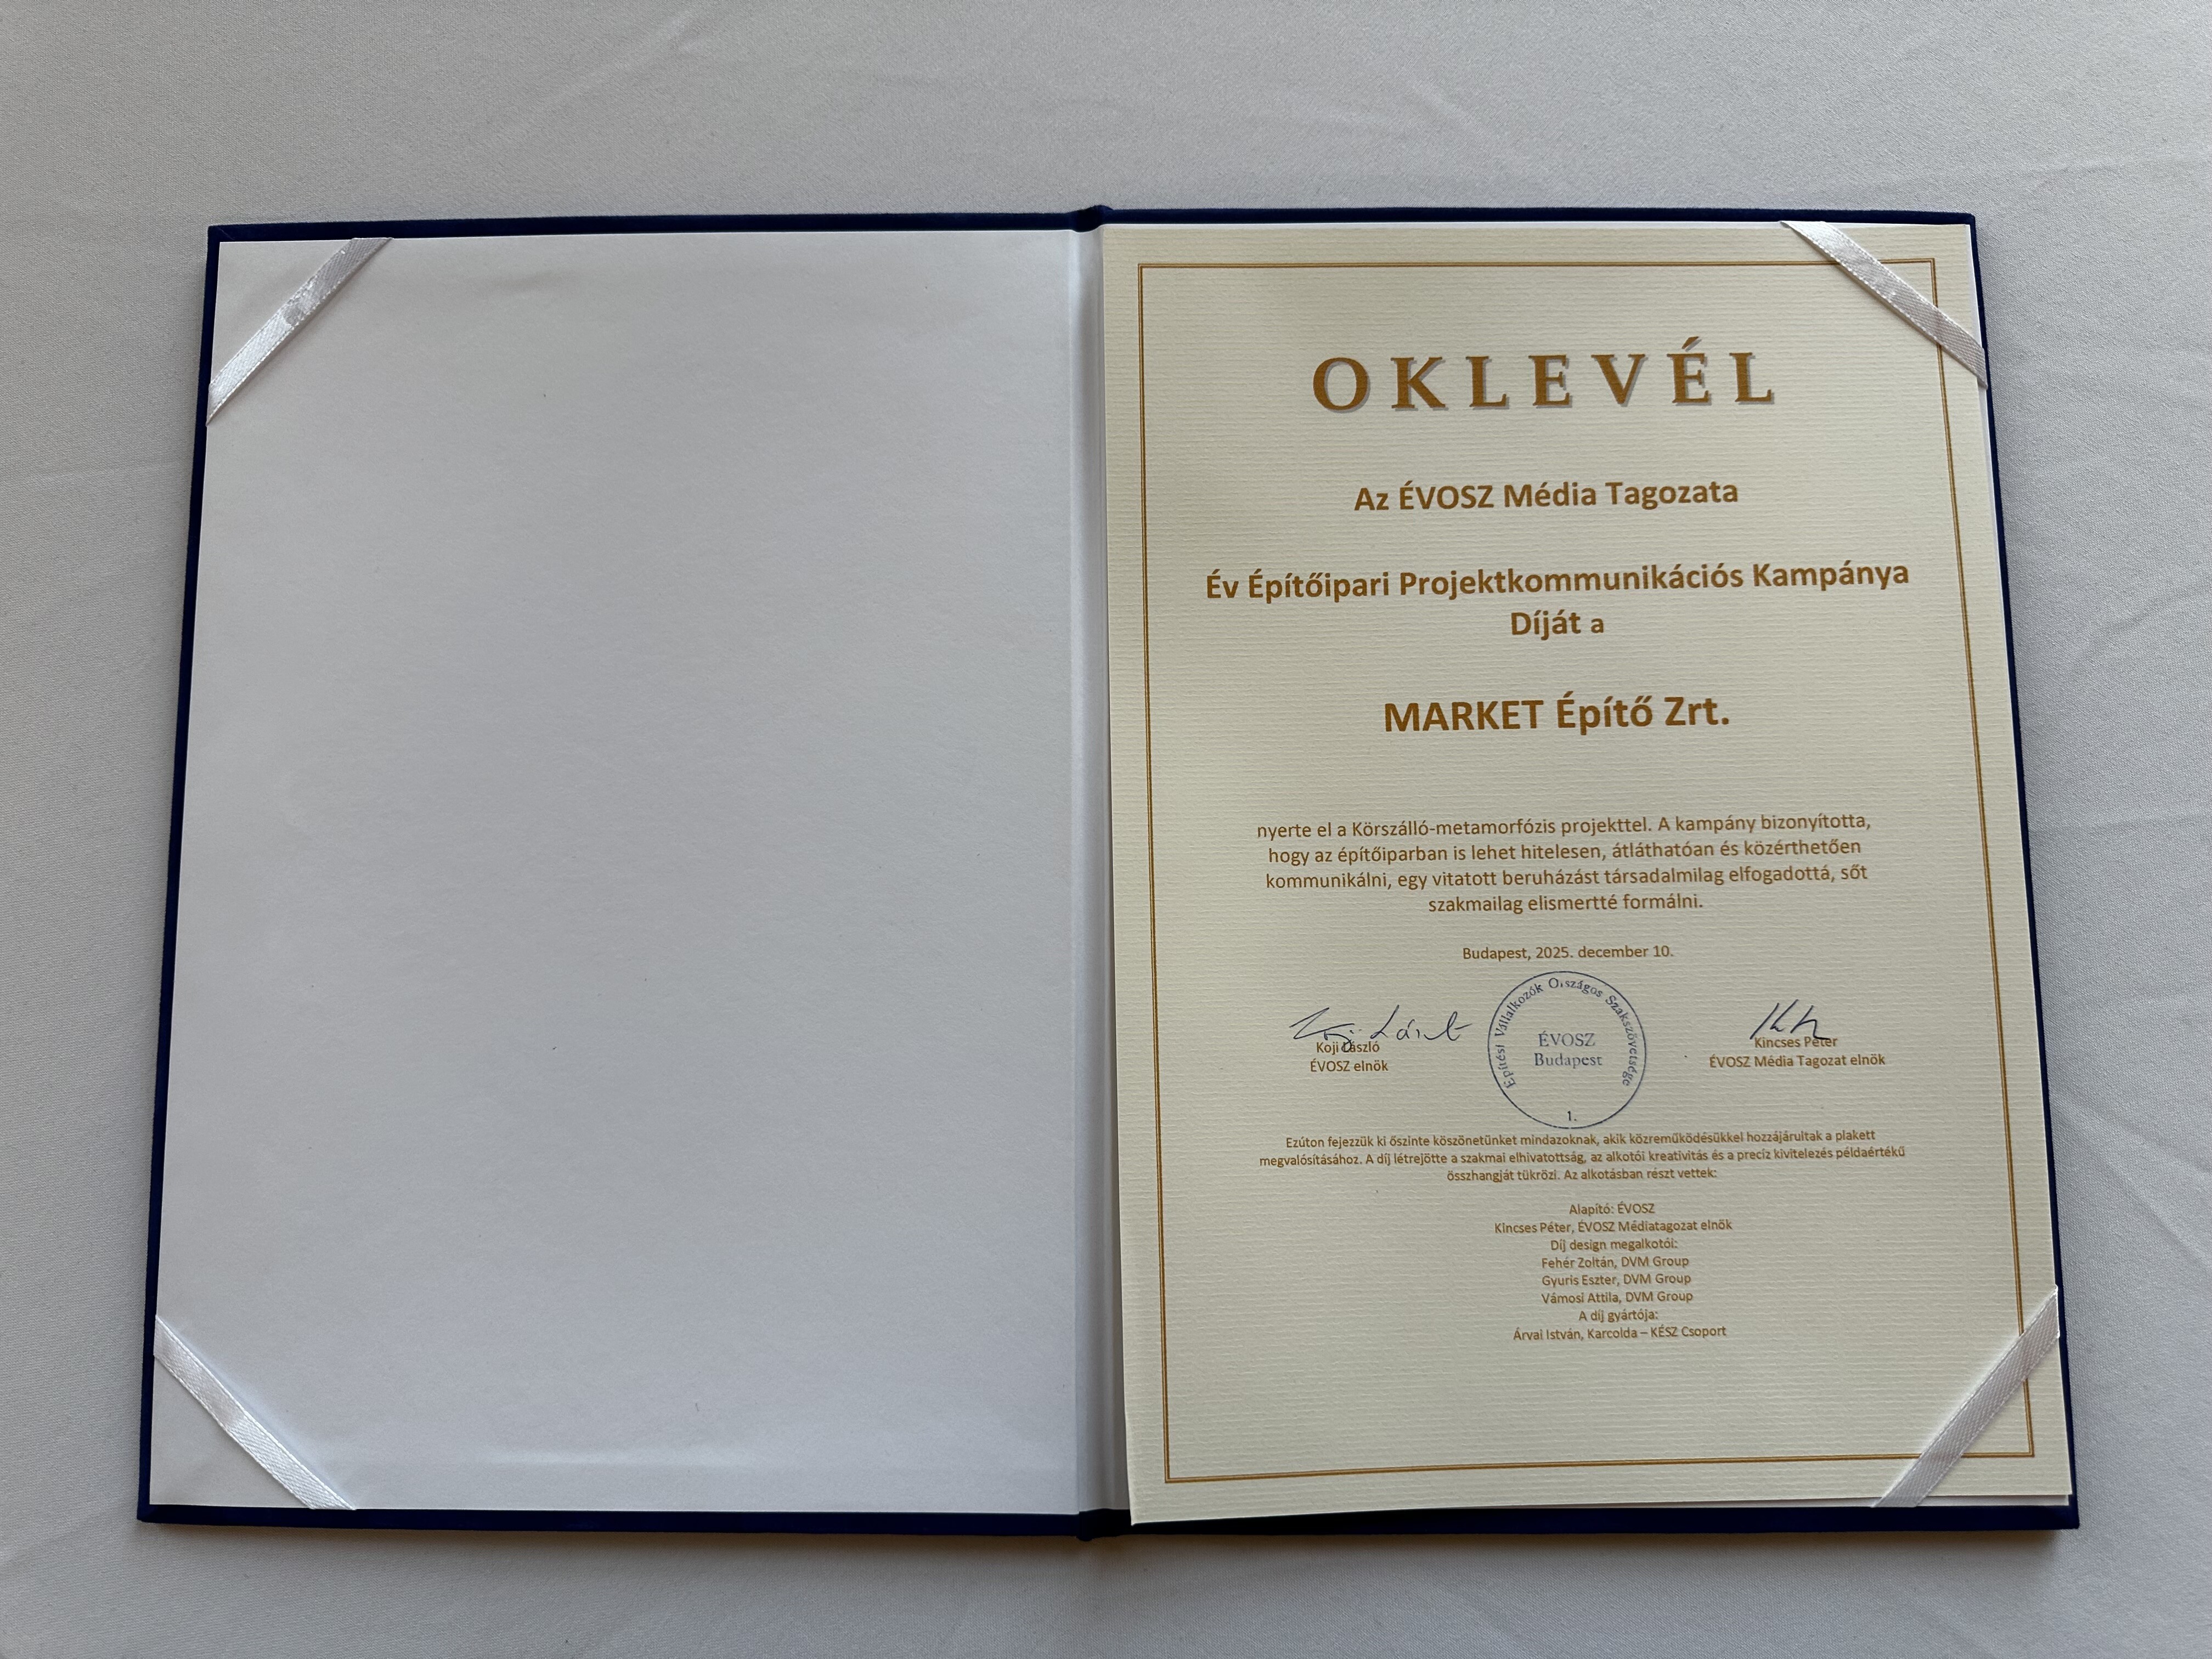 OKLEVÉL
Az ÉVOSZ Média Tagozata
Év Építőipari Projektkommunikációs Kampánya
Díját a
MARKET Építő Zrt.
nyerte el a Körszálló-metamorfózis projekttel. A kampány bizonyította,
hogy az építőiparban is lehet hitelesen, átláthatóan és közérthetően
kommunikálni, egy vitatott beruházást társadalmilag elfogadottá, sőt
szakmailag elismertté formálni.
Budapest, 2025. december 10.
Koji László
Koji László
ÉVOSZ elnök
Építési Vállalkozók Országos Szakszövetsége
ÉVOSZ
Budapest
1.
Kincses Péter
ÉVOSZ Média Tagozat elnök
Ezúton fejezzük ki őszinte köszönetünket mindazoknak, akik közreműködésükkel hozzájárultak a plakett
megvalósításához. A díj létrejötte a szakmai elhivatottság, az alkotói kreativitás és a precíz kivitelezés példaértékű
összhangját tükrözi. Az alkotásban részt vettek:
Alapító: ÉVOSZ
Kincses Péter, ÉVOSZ Médiatagozat elnök
Díj design megalkotói:
Fehér Zoltán, DVM Group
Gyuris Eszter, DVM Group
Vámosi Attila, DVM Group
A díj gyártója:
Árvai István, Karcolda – KÉSZ Csoport